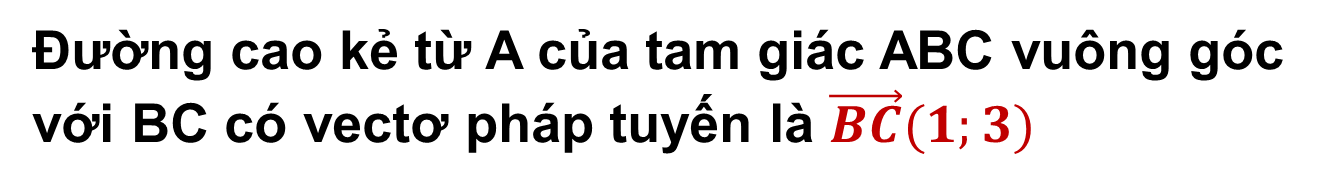 Đường cao kẻ từ A của tam giác ABC vuông góc
với BC có vectơ pháp tuyến là $\overrightarrow{BC}(1;3)$